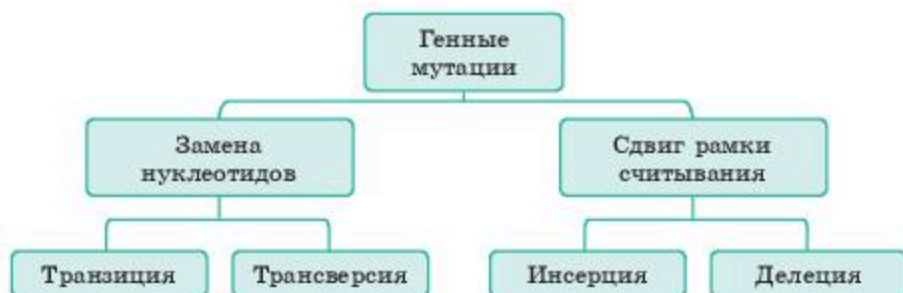 Генные
мутации
Замена
нуклеотидов
Сдвиг рамки
считывания
Транзиция
Трансверсия
Инсерция
Делеция